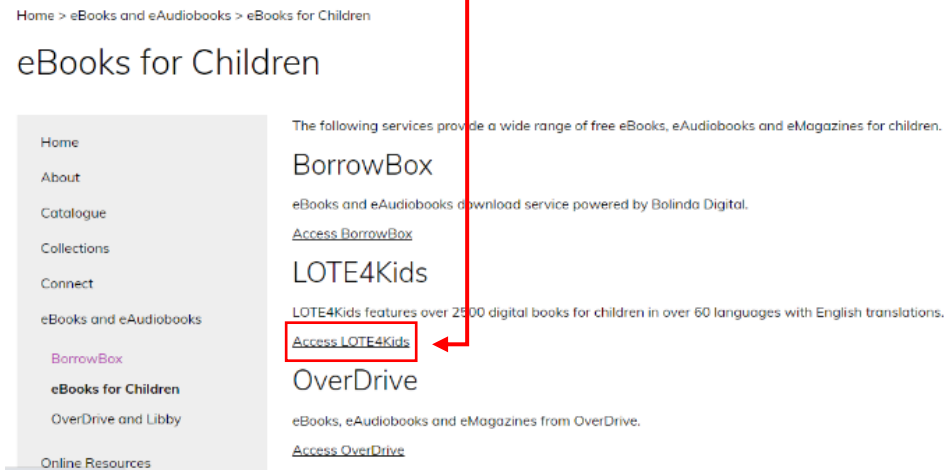 Home > eBooks and eAudiobooks > eBooks for Children
eBooks for Children
Home
About
Catalogue
Collections
Connect
eBooks and eAudiobooks
BorrowBox
eBooks for Children
OverDrive and Libby
Online Resources
The following services provide a wide range of free eBooks, eAudiobooks and eMagazines for children.
BorrowBox
eBooks and eAudiobooks download service powered by Bolinda Digital.
Access BorrowBox
LOTE4Kids
LOTE4Kids features over 2500 digital books for children in over 60 languages with English translations.
Access LOTE4Kids
OverDrive
eBooks, eAudiobooks and eMagazines from OverDrive.
Access OverDrive